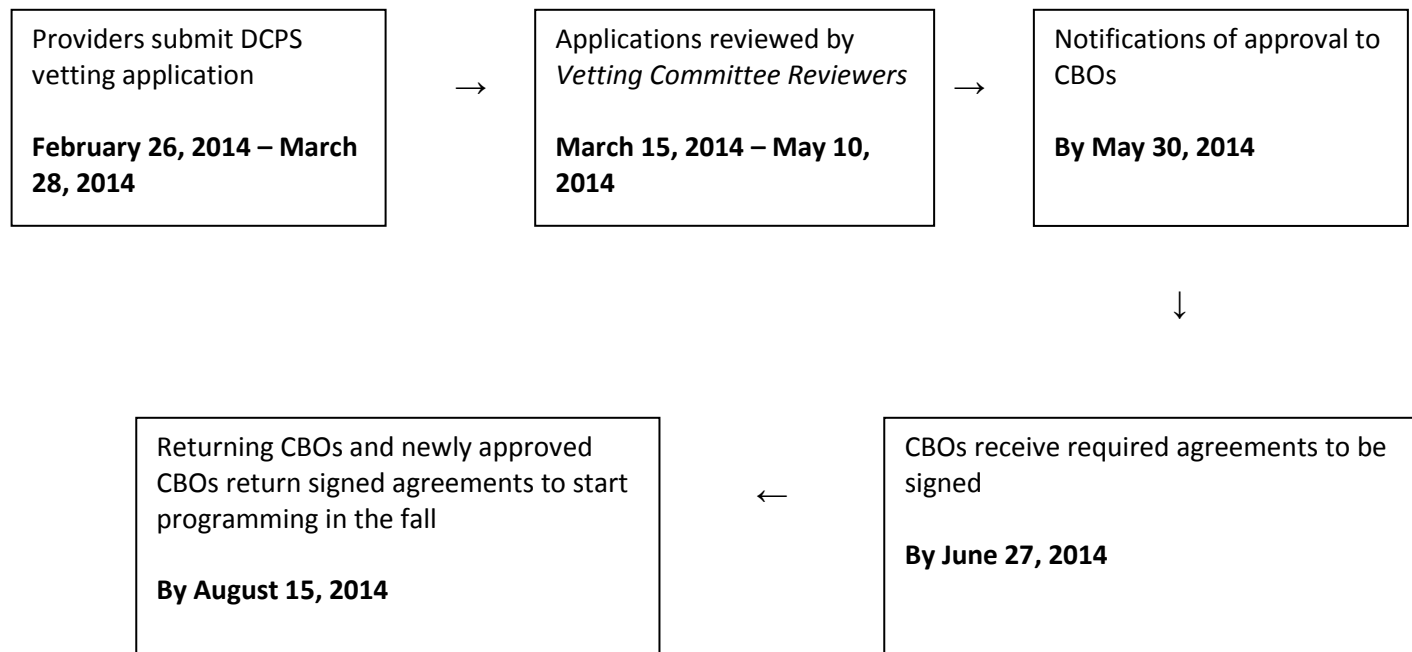 Providers submit DCPS
vetting application
February 26, 2014 – March
28, 2014
→
Applications reviewed by
Vetting Committee Reviewers
March 15, 2014 – May 10,
2014
→
Notifications of approval to
CBOs
By May 30, 2014
↓
CBOs receive required agreements to be
signed
By June 27, 2014
←
Returning CBOs and newly approved
CBOs return signed agreements to start
programming in the fall
By August 15, 2014